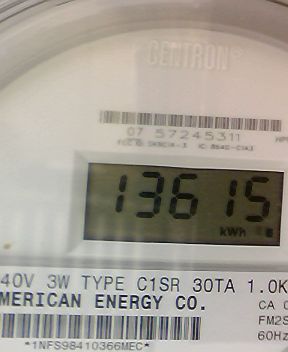 CENTRON®
07 57245311
13615
kWh
40V 3W TYPE C1SR 30TA 1.0K
MERICAN ENERGY CO.
CA 0
FM2S
60Hz
*1NFS98410366MEC*